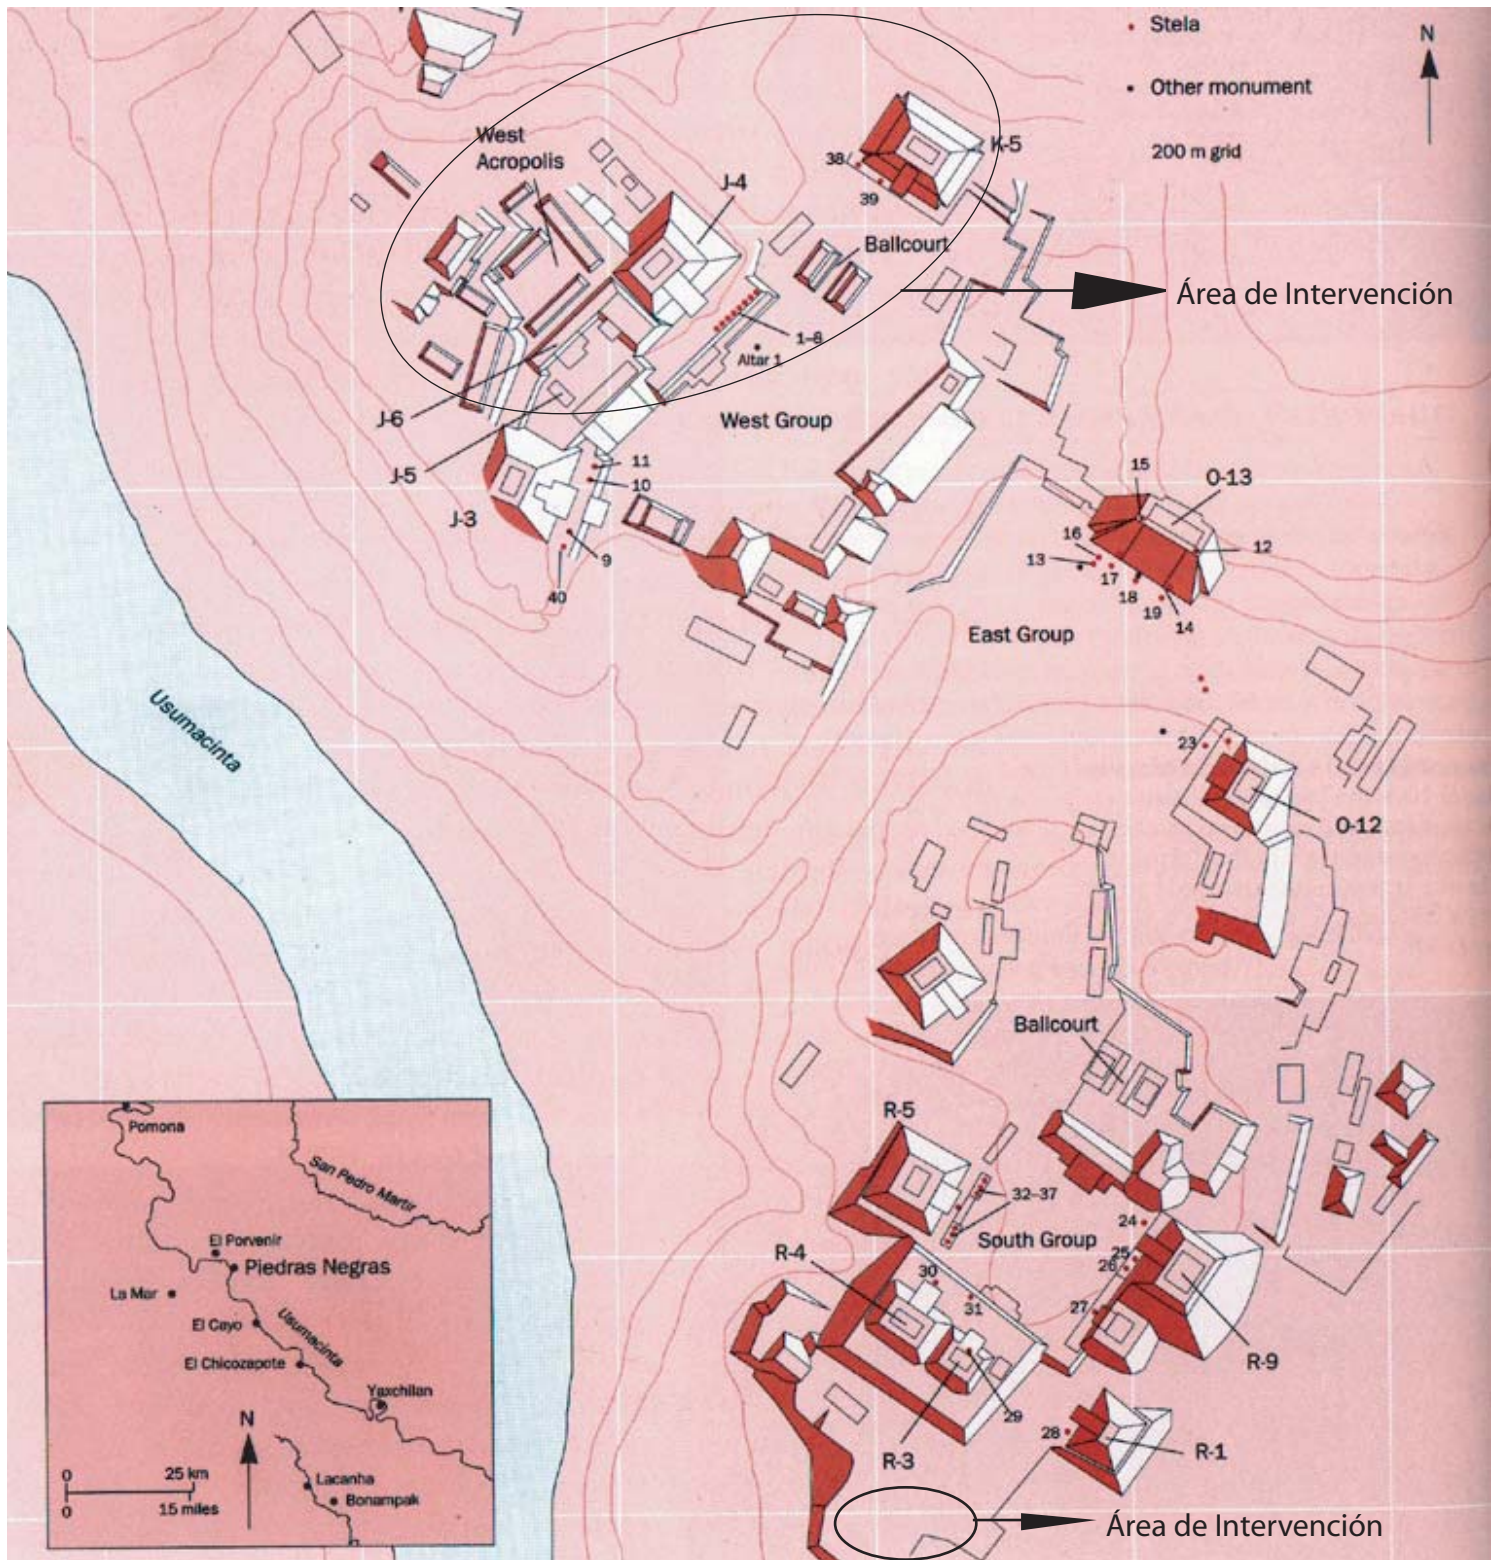 Stela
Other monument
200 m grid
N
West
Acropolis
J-4
K-5
38
39
Ballcourt
Área de Intervención
1-8
Altar 1
J-6
West Group
J-5
11
10
J-3
9
40
15
O-13
16
13
17
12
18
19
14
East Group
Usumacinta
23
O-12
Ballcourt
R-5
32-37
24
South Group
25
26
R-4
30
31
27
R-9
29
28
R-1
R-3
Área de Intervención
Pomona
San Pedro Martir
El Porvenir
Piedras Negras
La Mar
El Cayo
Usumacinta
El Chicozapote
Yaxchilan
N
0
25 km
0
15 miles
Lacanha
Bonampak